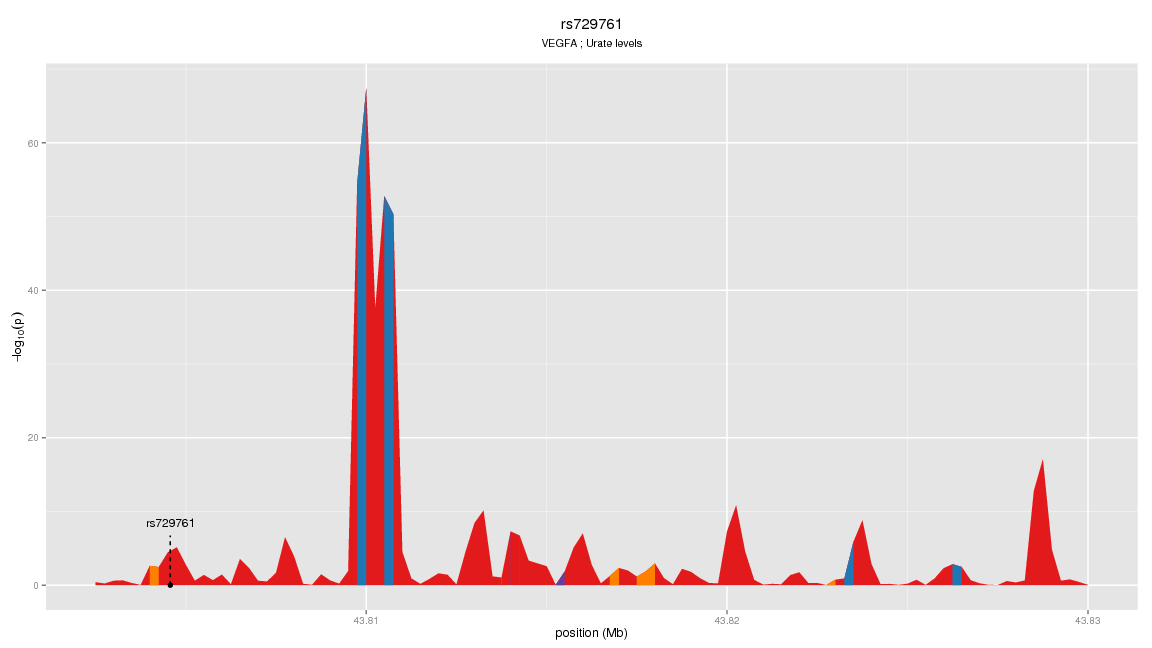 rs729761
VEGFA ; Urate levels
−log10(p)
60
40
20
0
rs729761
43.81
43.82
43.83
position (Mb)